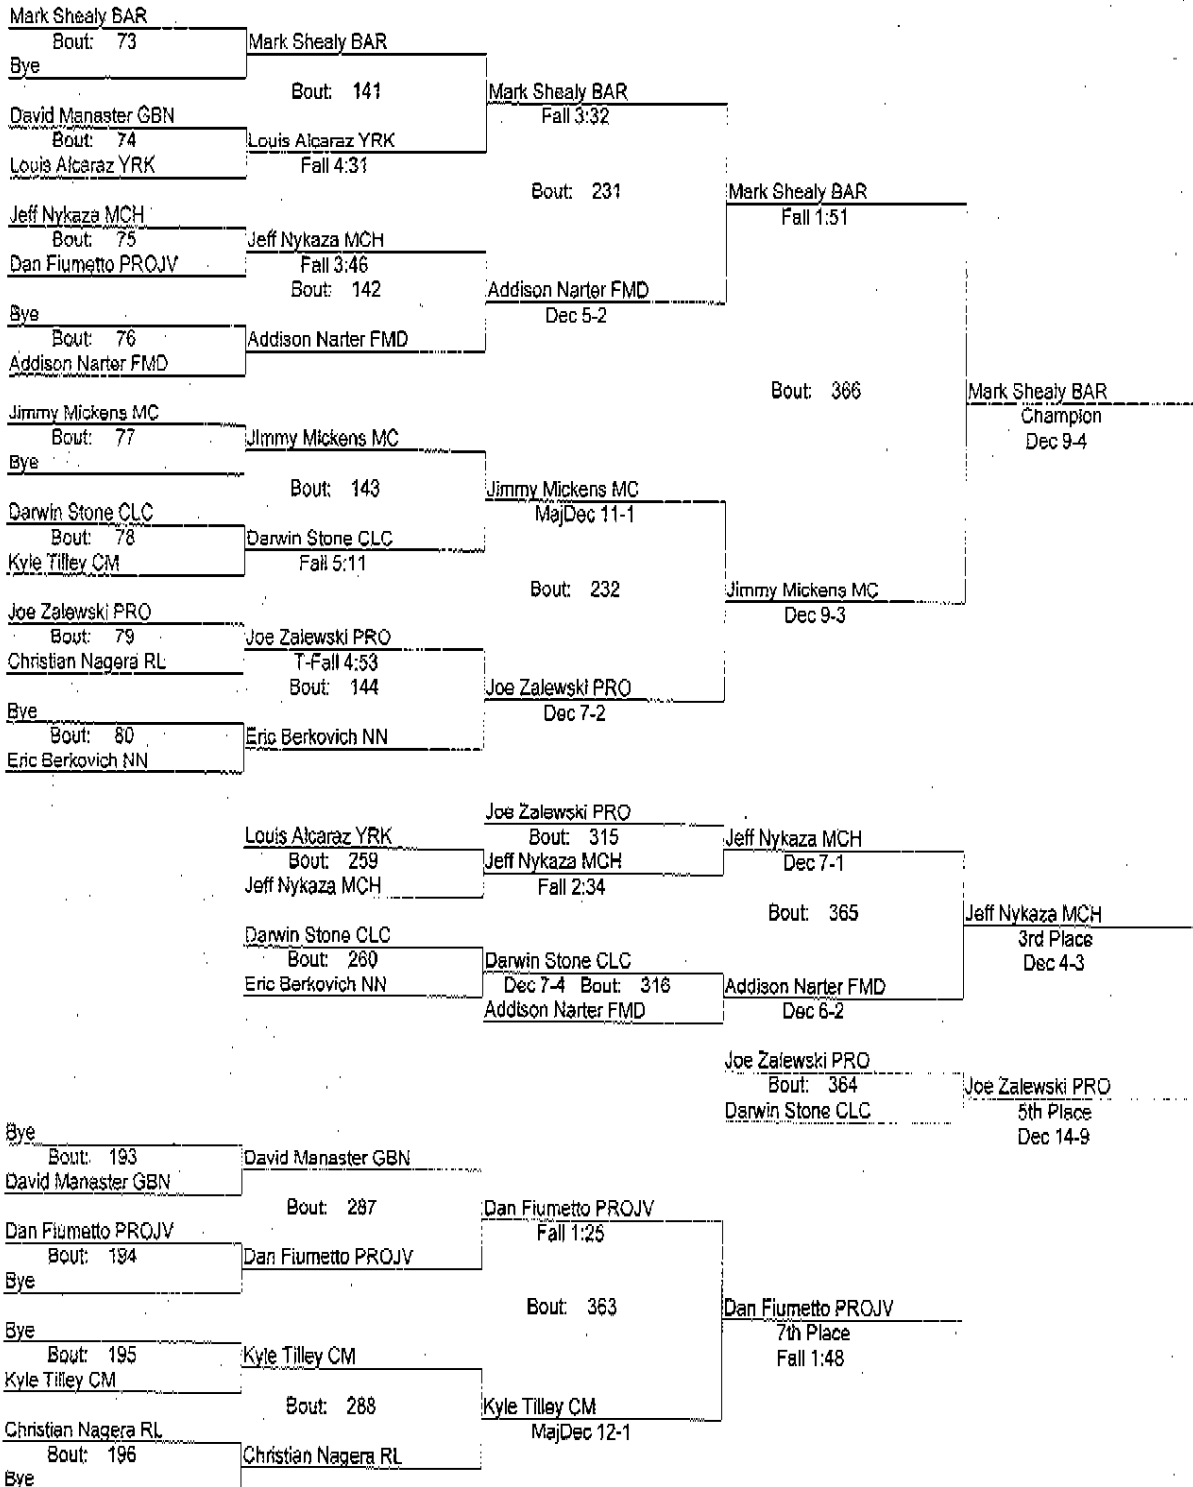 Mark Shealy BAR
Bout: 73
Bye
Mark Shealy BAR
Bout: 141
David Manaster GBN
Bout: 74
Louis Alcaraz YRK
Louis Alcaraz YRK
Fall 4:31
Mark Shealy BAR
Fall 3:32
Bout: 231
Jeff Nykaza MCH
Bout: 75
Dan Fiumetto PROJV
Jeff Nykaza MCH
Fall 3:46
Bout: 142
Bye
Bout: 76
Addison Narter FMD
Addison Narter FMD
Addison Narter FMD
Dec 5-2
Mark Shealy BAR
Fall 1:51
Bout: 366
Mark Shealy BAR
Champion
Dec 9-4
Jimmy Mickens MC
Bout: 77
Bye
Jimmy Mickens MC
Bout: 143
Darwin Stone CLC
Bout: 78
Kyle Tilley CM
Darwin Stone CLC
Fall 5:11
Jimmy Mickens MC
MajDec 11-1
Bout: 232
Jimmy Mickens MC
Dec 9-3
Joe Zalewski PRO
Bout: 79
Christian Nagera RL
Joe Zalewski PRO
T-Fall 4:53
Bout: 144
Bye
Bout: 80
Eric Berkovich NN
Eric Berkovich NN
Joe Zalewski PRO
Dec 7-2
Louis Alcaraz YRK
Bout: 259
Jeff Nykaza MCH
Joe Zalewski PRO
Bout: 315
Jeff Nykaza MCH
Fall 2:34
Jeff Nykaza MCH
Dec 7-1
Bout: 365
Jeff Nykaza MCH
3rd Place
Dec 4-3
Darwin Stone CLC
Bout: 260
Eric Berkovich NN
Darwin Stone CLC
Dec 7-4 Bout: 316
Addison Narter FMD
Addison Narter FMD
Dec 6-2
Joe Zalewski PRO
Bout: 364
Darwin Stone CLC
Joe Zalewski PRO
5th Place
Dec 14-9
Bye
Bout: 193
David Manaster GBN
David Manaster GBN
Bout: 287
Dan Fiumetto PROJV
Bout: 194
Bye
Dan Fiumetto PROJV
Dan Fiumetto PROJV
Fall 1:25
Bout: 363
Dan Fiumetto PROJV
7th Place
Fall 1:48
Bye
Bout: 195
Kyle Tilley CM
Kyle Tilley CM
Bout: 288
Christian Nagera RL
Bout: 196
Bye
Christian Nagera RL
Kyle Tilley CM
MajDec 12-1